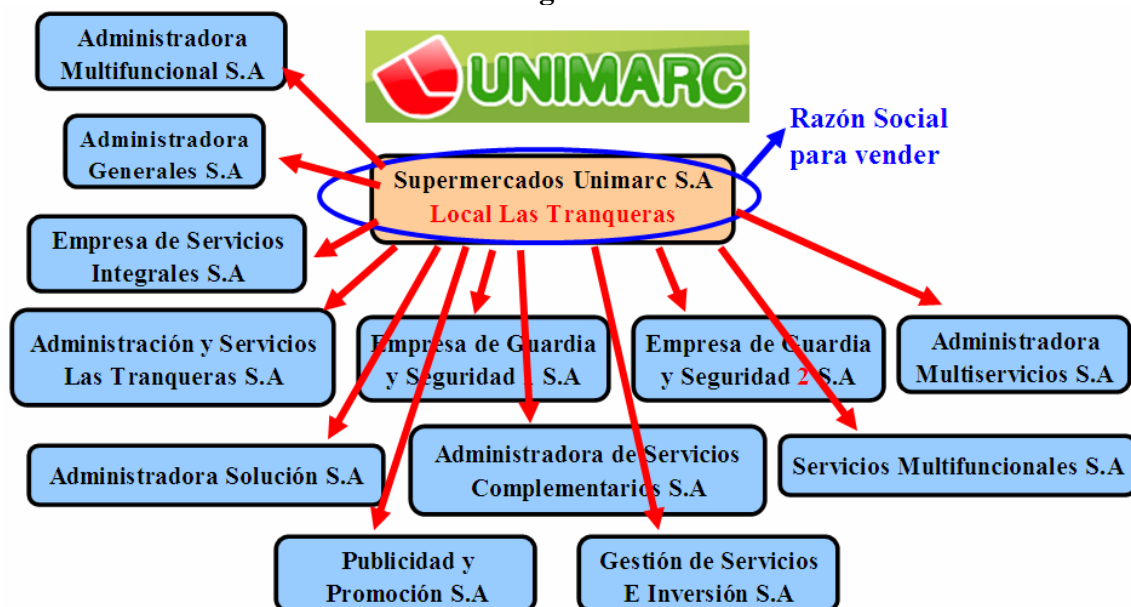 Administradora
Multifuncional S.A
UNIMARC
Razón Social
para vender
Administradora
Generales S.A
Supermercados Unimarc S.A
Local Las Tranqueras
Empresa de Servicios
Integrales S.A
Administración y Servicios
Las Tranqueras S.A
Empresa de Guardia
y Seguridad 1 S.A
Empresa de Guardia
y Seguridad 2 S.A
Administradora
Multiservicios S.A
Administradora Solución S.A
Administradora de Servicios
Complementarios S.A
Servicios Multifuncionales S.A
Publicidad y
Promoción S.A
Gestión de Servicios
E Inversión S.A